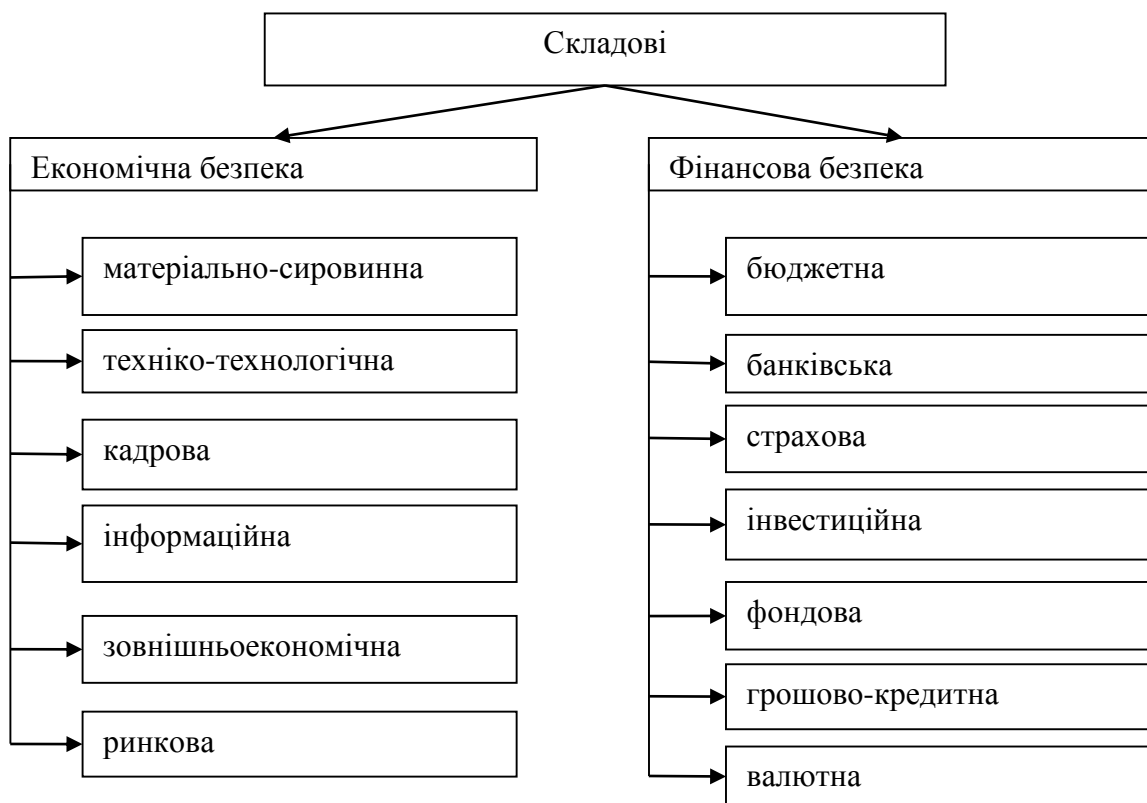 Складові
Економічна безпека
матеріально-сировинна
техніко-технологічна
кадрова
інформаційна
зовнішньоекономічна
ринкова
Фінансова безпека
бюджетна
банківська
страхова
інвестиційна
фондова
грошово-кредитна
валютна